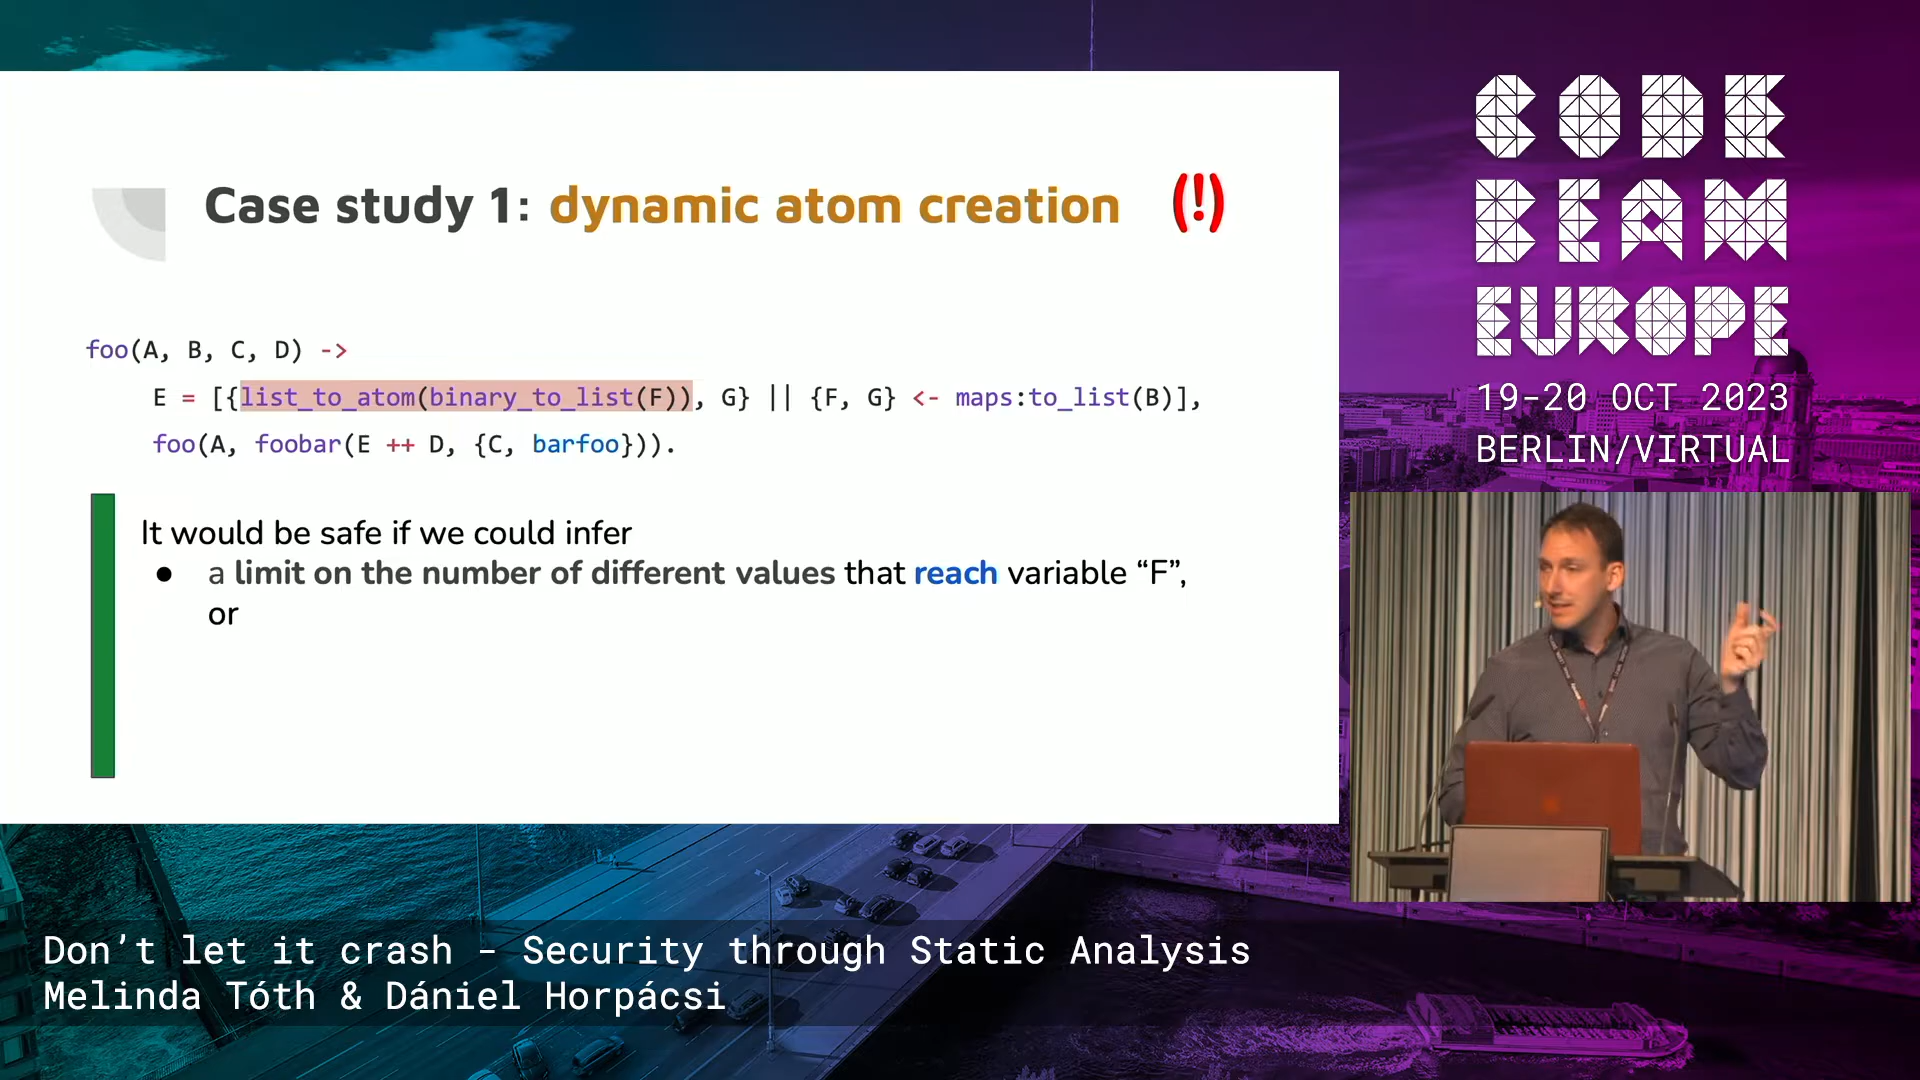 Case study 1: dynamic atom creation (!)
foo(A, B, C, D) ->
E = [{list_to_atom(binary_to_list(F)), G} || {F, G} <- maps:to_list(B)],
foo(A, foobar(E ++ D, {C, barfoo})).
It would be safe if we could infer
● a limit on the number of different values that reach variable “F”,
or
CODE
BEAM
EUROPE
19-20 OCT 2023
BERLIN/VIRTUAL
Don’t let it crash – Security through Static Analysis
Melinda Tóth & Dániel Horpácsi